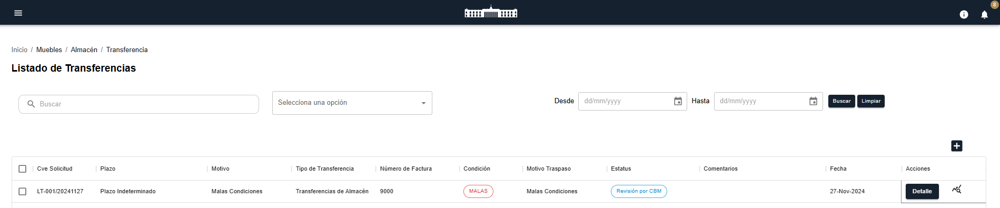 8
Inicio / Muebles / Almacén / Transferencia
Listado de Transferencias
Buscar
Selecciona una opción
Desde dd/mm/yyyy Hasta dd/mm/yyyy Buscar Limpiar
Cve Solicitud Plazo Motivo Tipo de Transferencia Número de Factura Condición Motivo Traspaso Estatus Comentarios Fecha Acciones
LT-001/20241127 Plazo Indeterminado Malas Condiciones Transferencias de Almacén 9000 MALAS Malas Condiciones Revisión por CBM 27-Nov-2024 Detalle